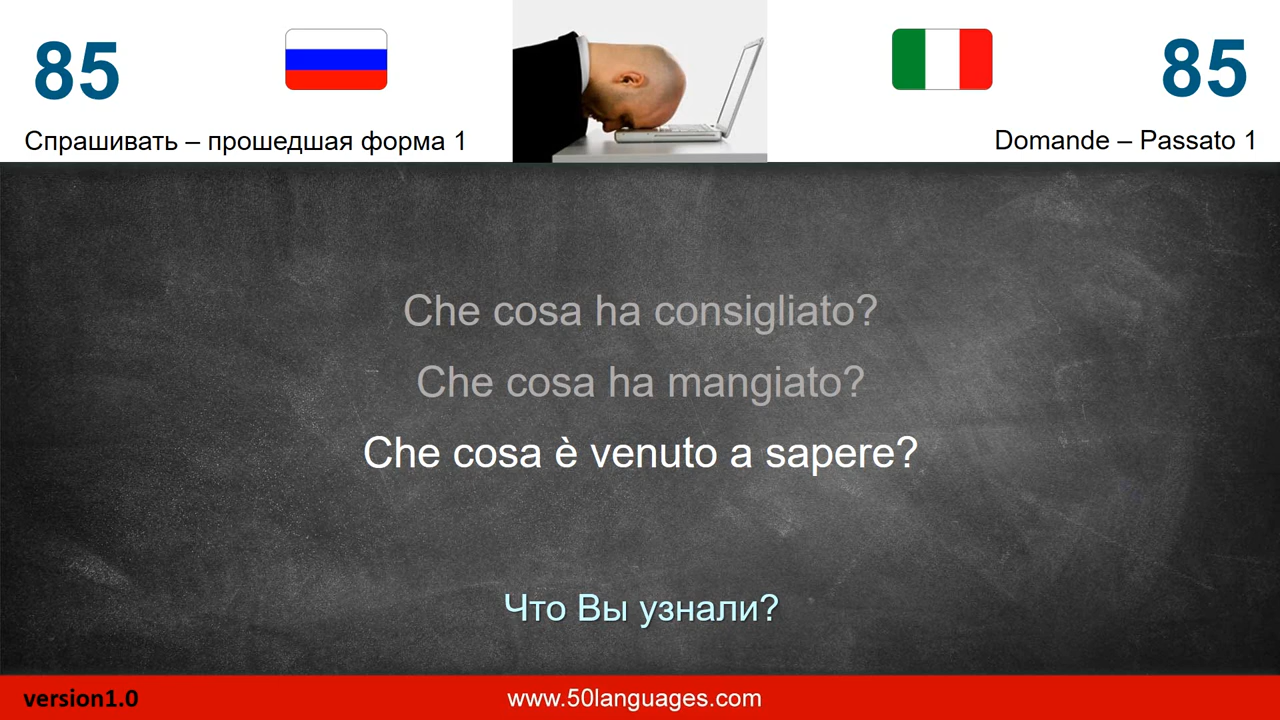 85
85
Спрашивать – прошедшая форма 1
Domande – Passato 1
Che cosa ha consigliato?
Che cosa ha mangiato?
Che cosa è venuto a sapere?
Что Вы узнали?
version1.0
www.50languages.com